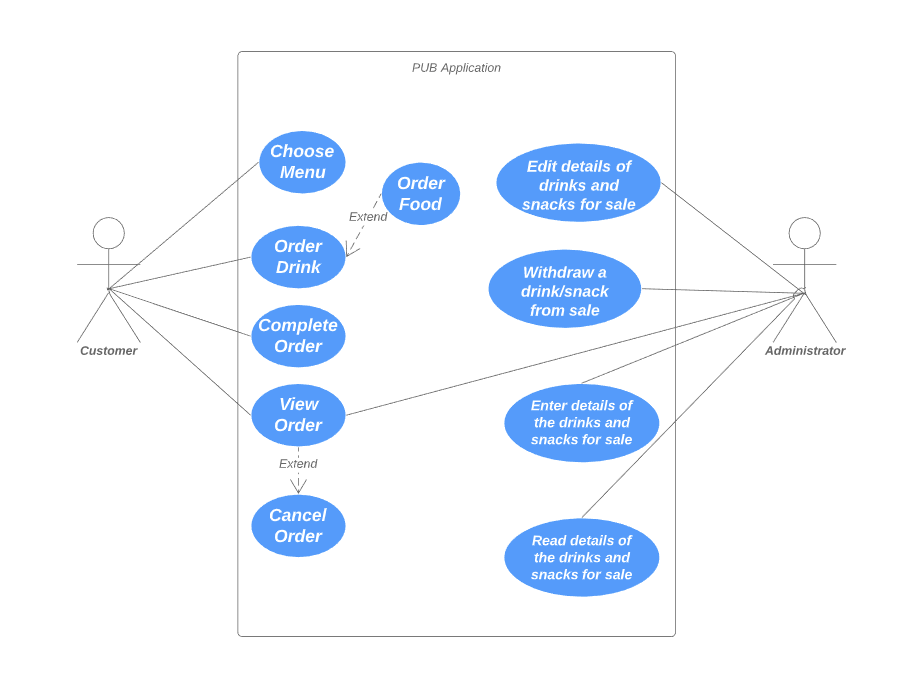 PUB Application
Choose
Menu
Order
Food
Extend
Order
Drink
Complete
Order
View
Order
Extend
Cancel
Order
Edit details of
drinks and
snacks for sale
Withdraw a
drink/snack
from sale
Enter details of
the drinks and
snacks for sale
Read details of
the drinks and
snacks for sale
Customer
Administrator